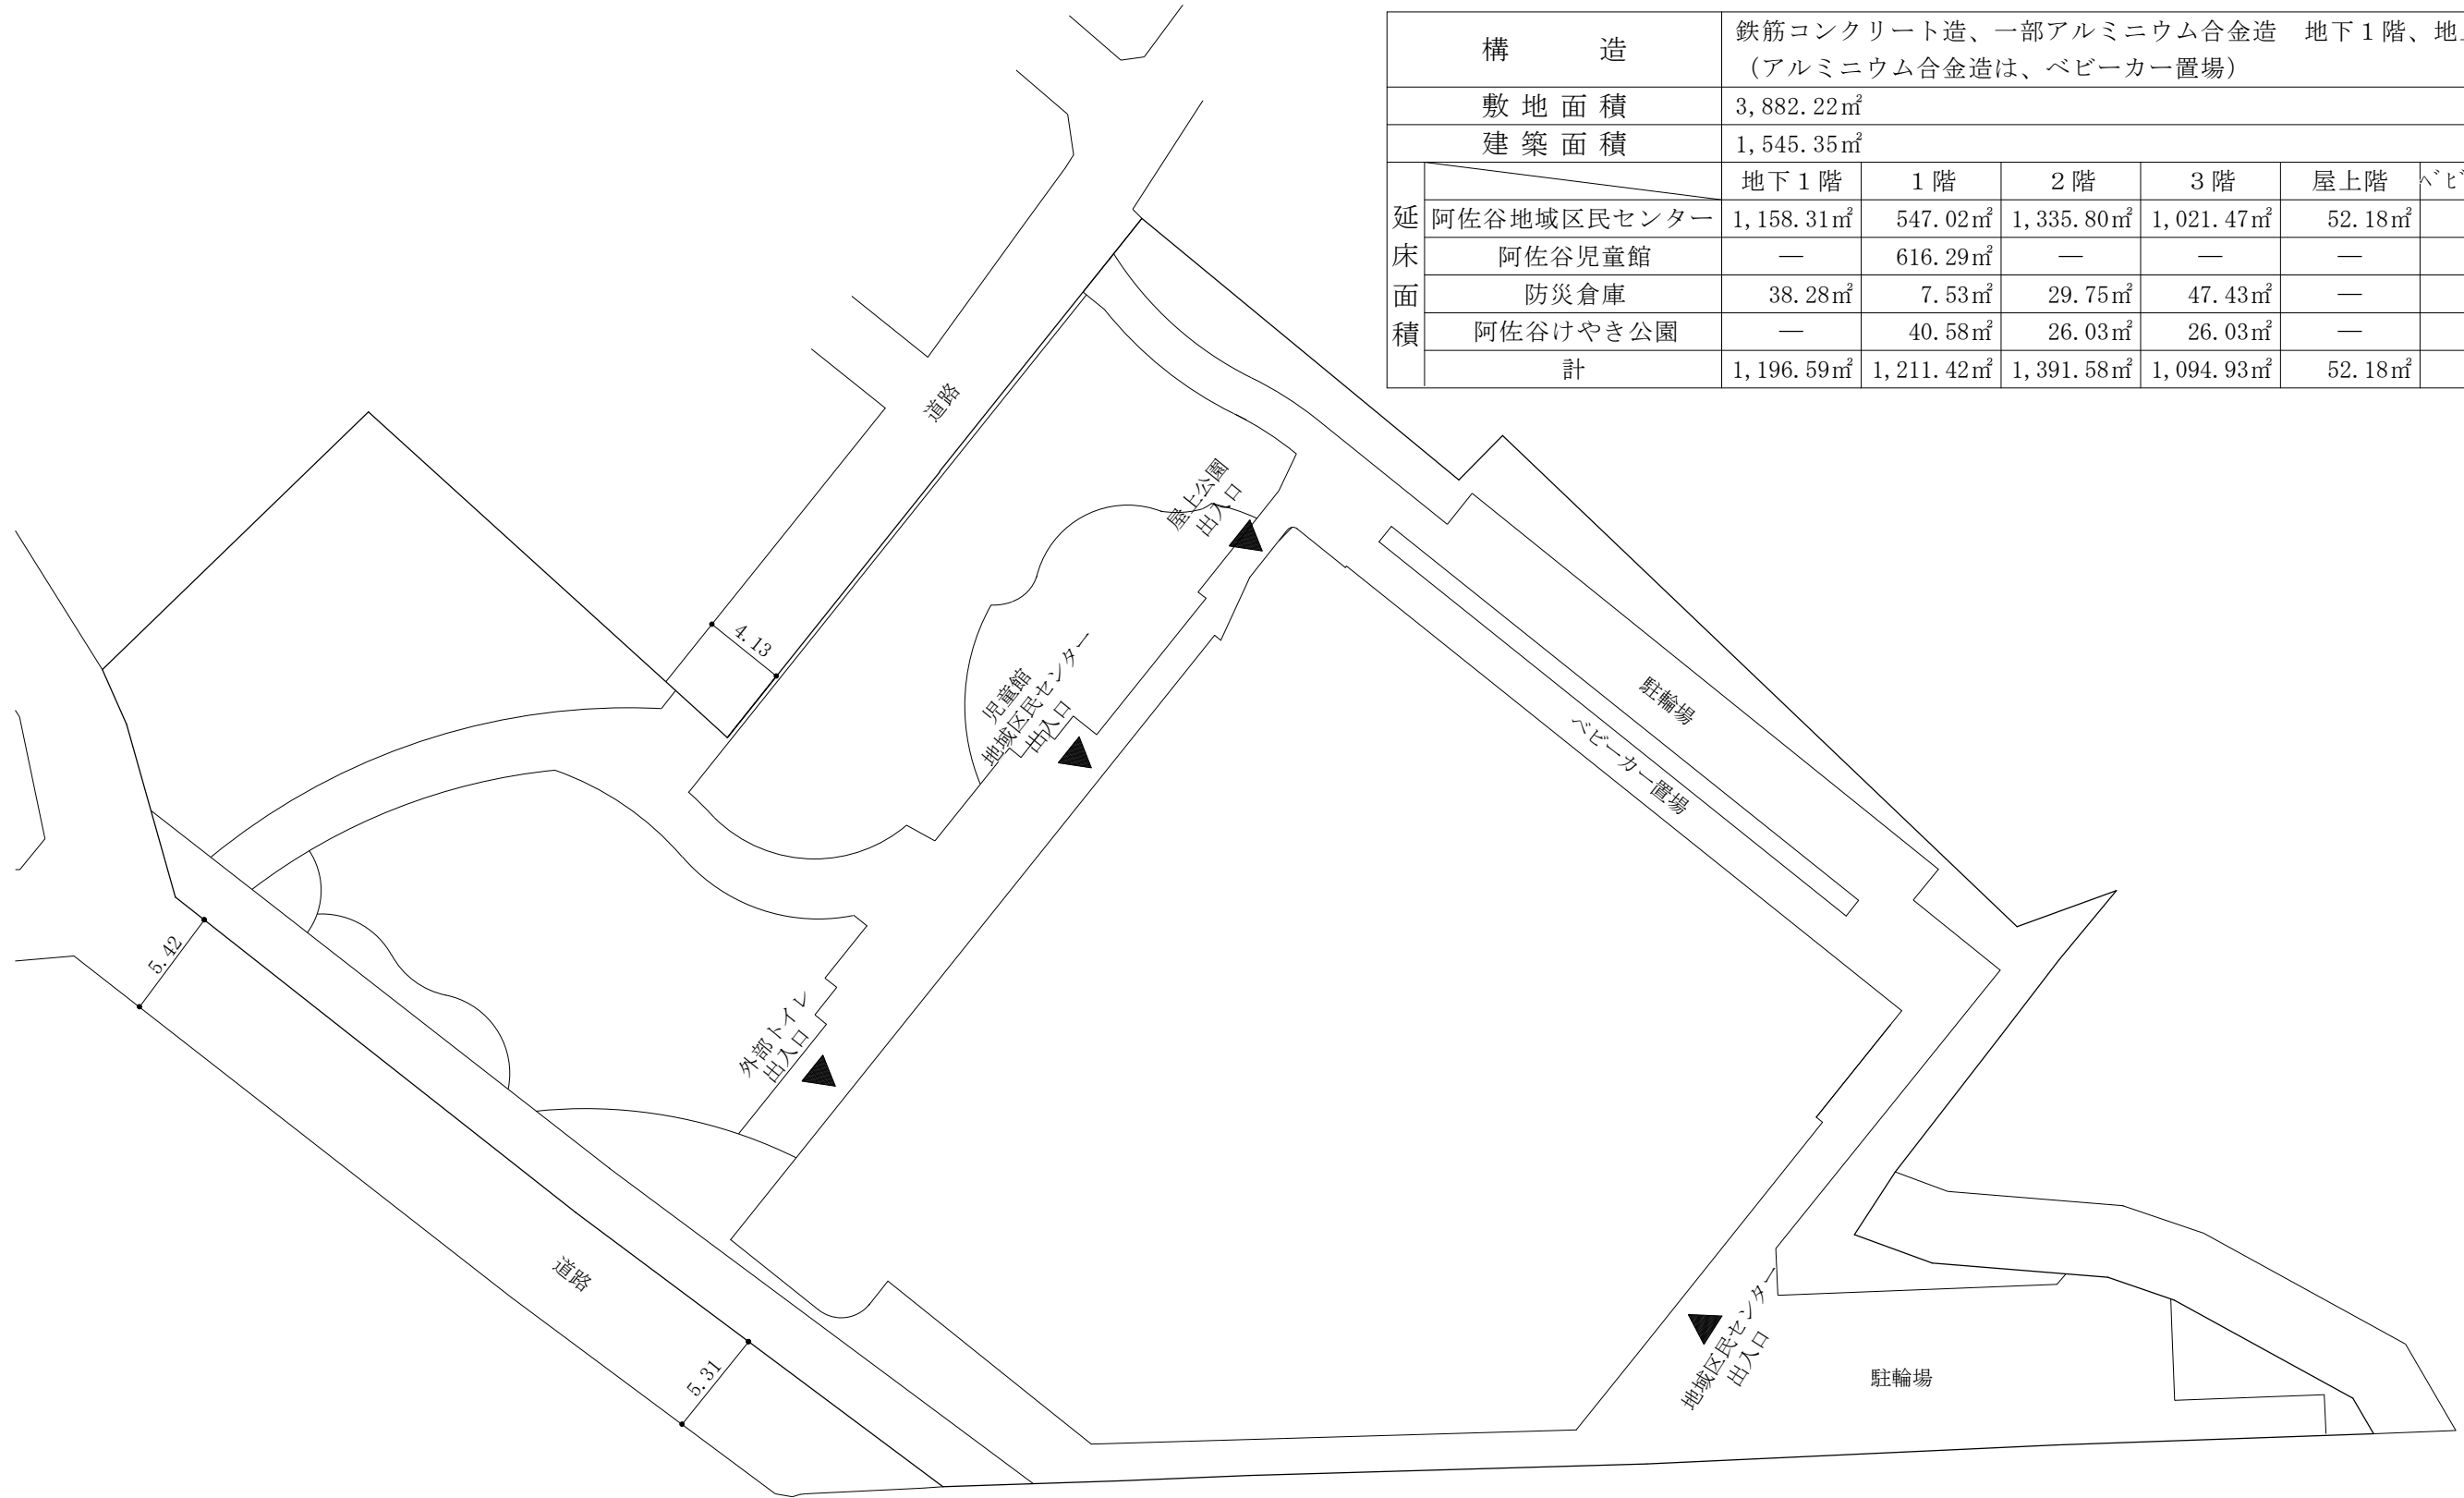 構造
鉄筋コンクリート造、一部アルミニウム合金造　地下１階、地
（アルミニウム合金造は、ベビーカー置場）
敷地面積
3,882.22㎡
建築面積
1,545.35㎡
延床面積
地下１階 １階 ２階 ３階 屋上階 ベビ
阿佐谷地域区民センター 1,158.31㎡ 547.02㎡ 1,335.80㎡ 1,021.47㎡ 52.18㎡
阿佐谷児童館 ― 616.29㎡ ― ― ―
防災倉庫 38.28㎡ 7.53㎡ 29.75㎡ 47.43㎡ ―
阿佐谷けやき公園 ― 40.58㎡ 26.03㎡ 26.03㎡ ―
計 1,196.59㎡ 1,211.42㎡ 1,391.58㎡ 1,094.93㎡ 52.18㎡
道路
屋上公園
出入口
4.13
児童館
地域区民センター
出入口
駐輪場
ベビーカー置場
5.42
外部トイレ
出入口
道路
5.31
地域区民センター
出入口
駐輪場